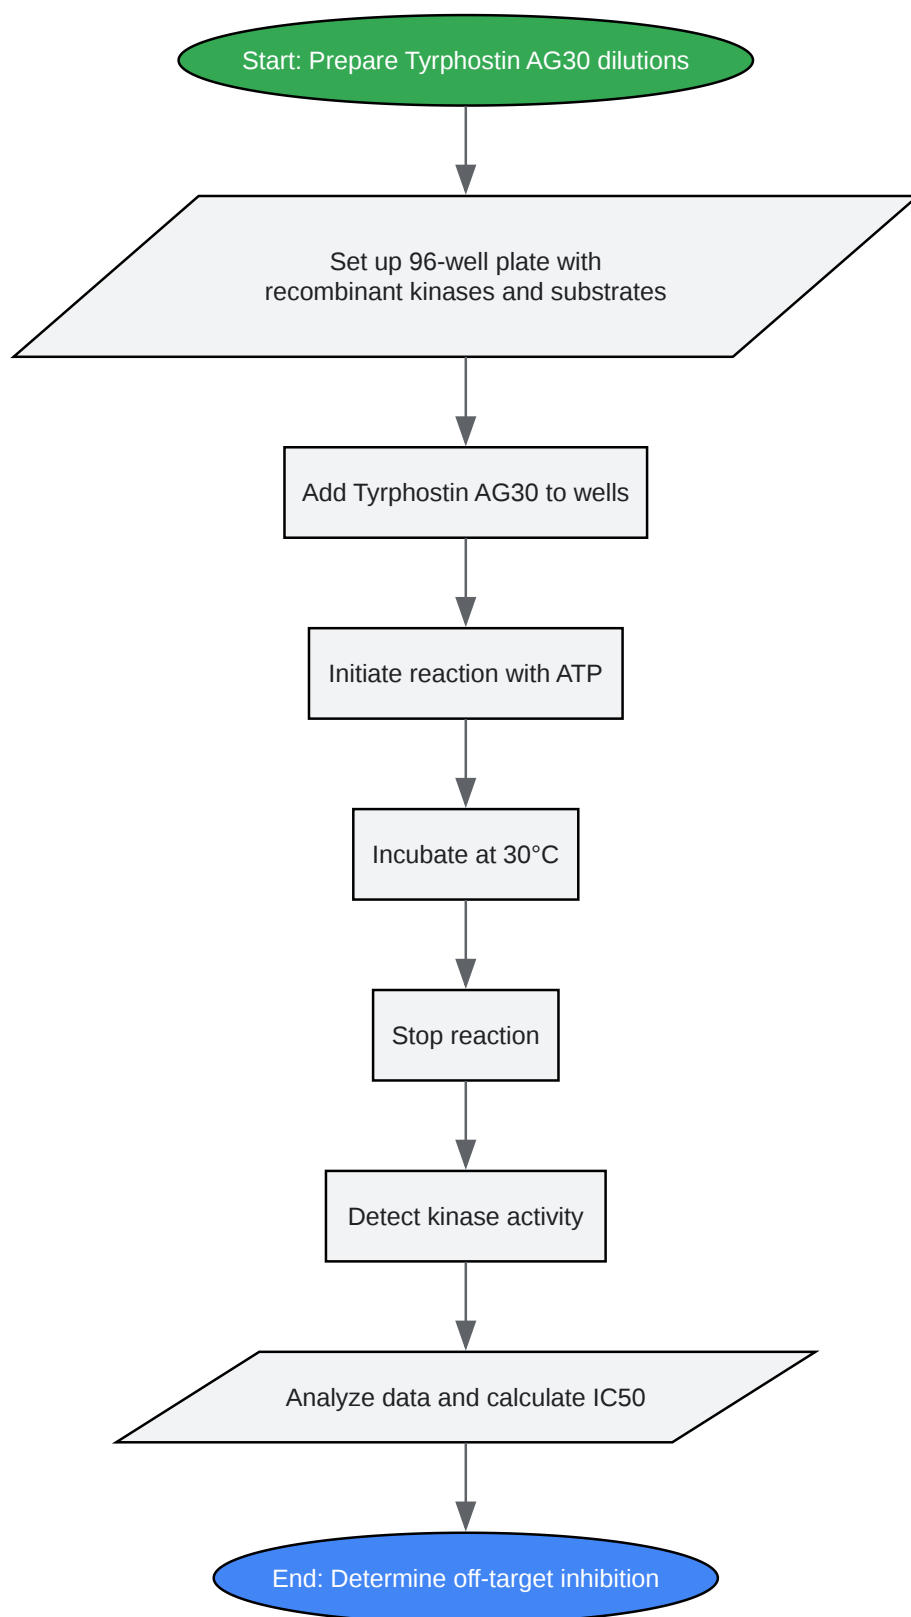 Start: Prepare Tyrphostin AG30 dilutions
Set up 96-well plate with
recombinant kinases and substrates
Add Tyrphostin AG30 to wells
Initiate reaction with ATP
Incubate at 30°C
Stop reaction
Detect kinase activity
Analyze data and calculate IC50
End: Determine off-target inhibition